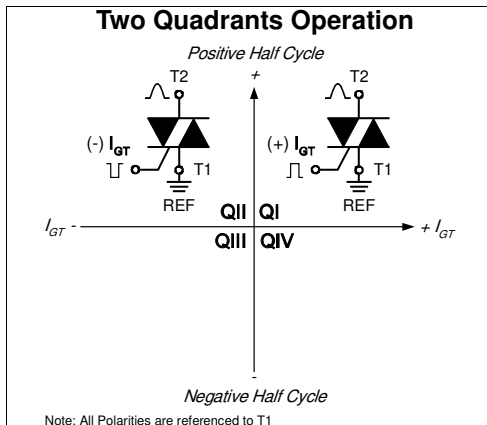 Two Quadrants Operation
Positive Half Cycle
+
T2
T2
(-) IGT
(+) IGT
T1
T1
REF
REF
QII QI
IGT -
+ IGT
QIII QIV
-
Negative Half Cycle
Note: All Polarities are referenced to T1